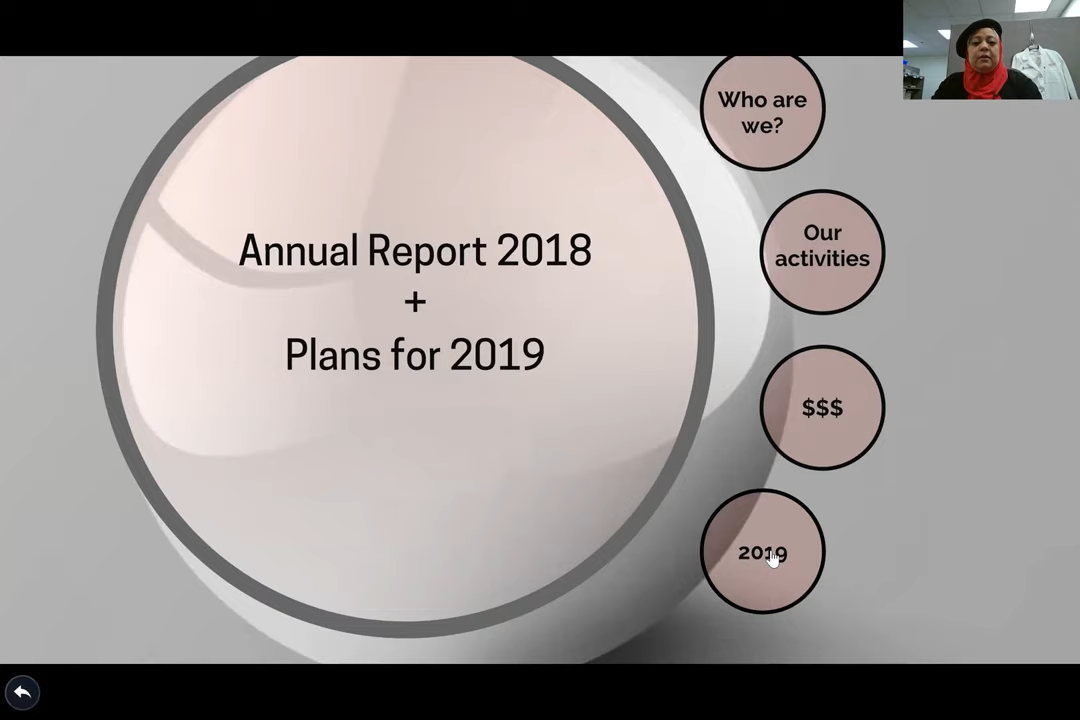 Annual Report 2018
+
Plans for 2019
Who are
we?
Our
activities
$$$
2019